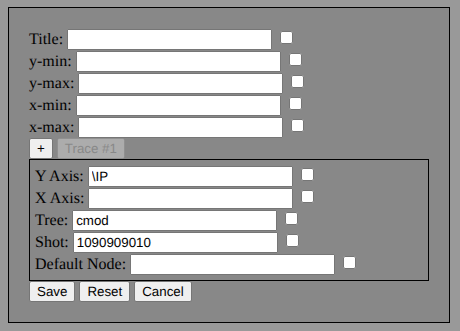 Title:
y-min:
y-max:
x-min:
x-max:
+ Trace #1
Y Axis: \IP
X Axis:
Tree: cmod
Shot: 1090909010
Default Node:
Save Reset Cancel